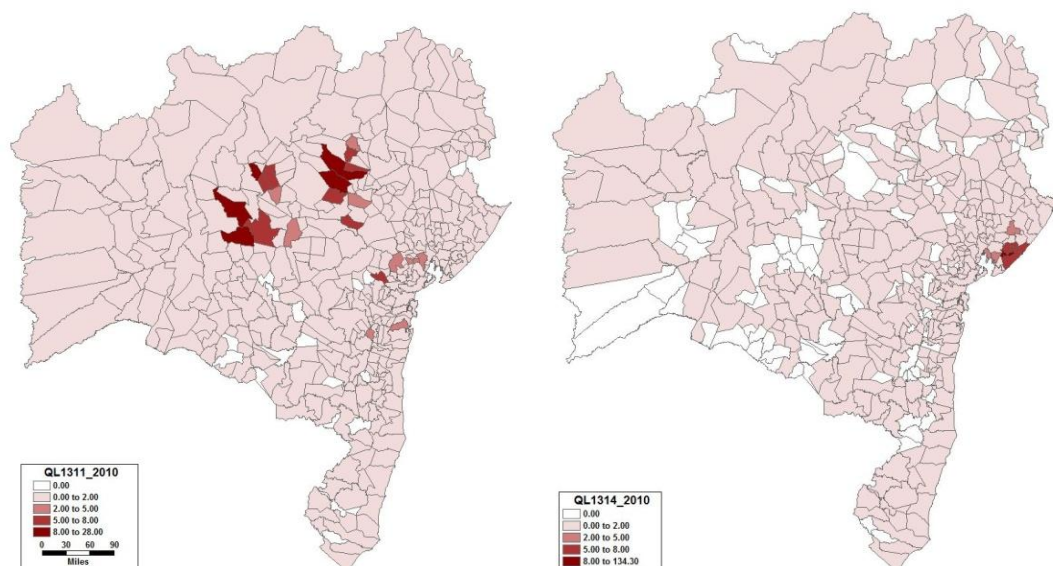 QL1311_2010
0.00
0.00 to 2.00
2.00 to 5.00
5.00 to 8.00
8.00 to 28.00
0 30 60 90
Miles
QL1314_2010
0.00
0.00 to 2.00
2.00 to 5.00
5.00 to 8.00
8.00 to 134.30